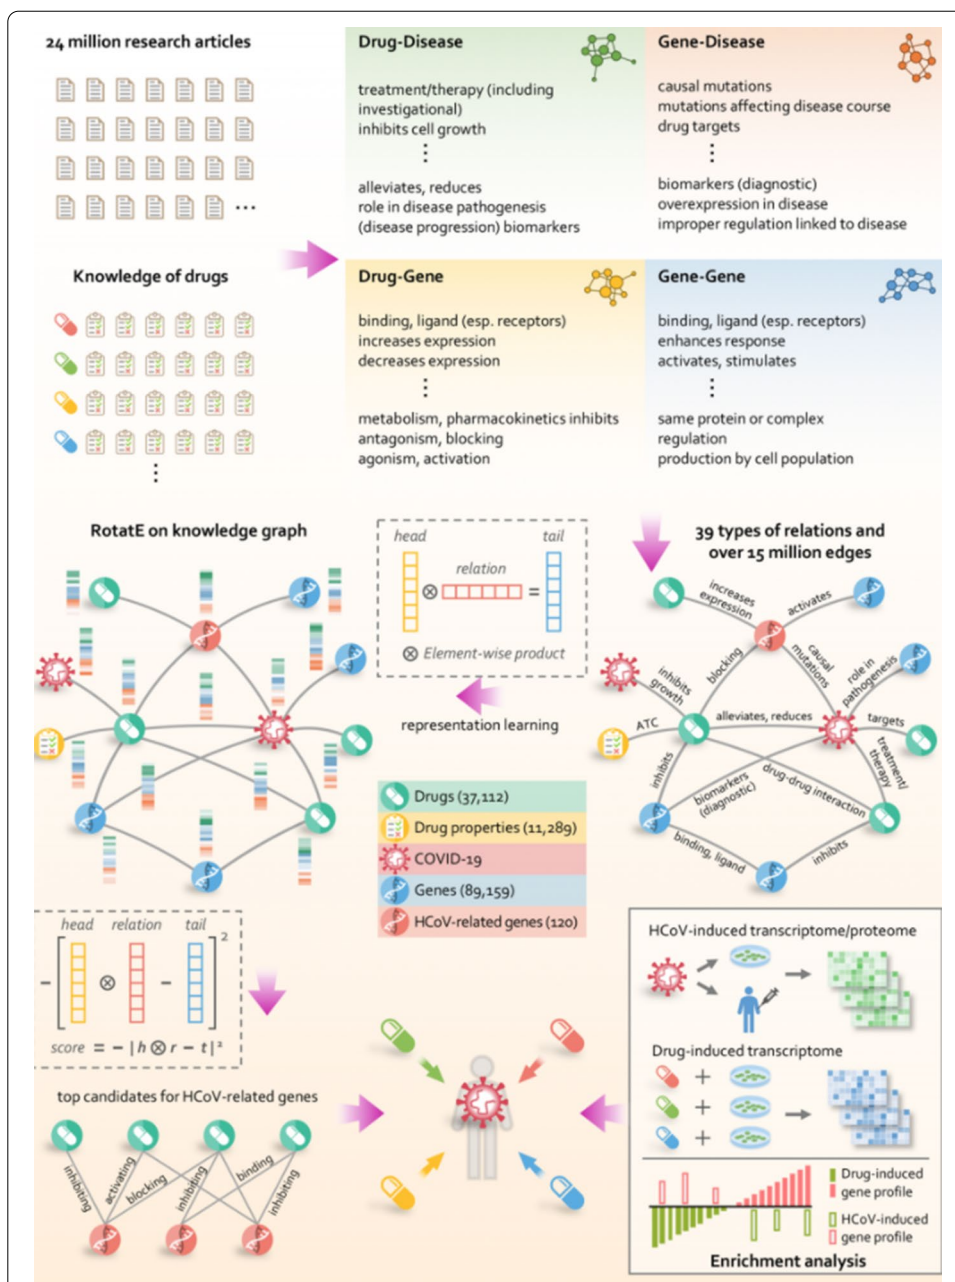 24 million research articles
Knowledge of drugs
Drug-Disease
treatment/therapy (including
investigational)
inhibits cell growth
alleviates, reduces
role in disease pathogenesis
(disease progression) biomarkers
Gene-Disease
causal mutations
mutations affecting disease course
drug targets
biomarkers (diagnostic)
overexpression in disease
improper regulation linked to disease
Drug-Gene
binding, ligand (esp. receptors)
increases expression
decreases expression
metabolism, pharmacokinetics inhibits
antagonism, blocking
agonism, activation
Gene-Gene
binding, ligand (esp. receptors)
enhances response
activates, stimulates
same protein or complex
regulation
production by cell population
RotatE on knowledge graph
head
relation
tail
⊗
=
⊗ Element-wise product
representation learning
39 types of relations and
over 15 million edges
increases
expression
activates
blocking
causal
mutations
role in
pathogenesis
inhibits
growth
ATC
alleviates, reduces
targets
inhibits
biomarkers
(diagnostic)
drug-drug interaction
treatment/
therapy
binding, ligand
inhibits
Drugs (37,112)
Drug properties (11,289)
COVID-19
Genes (89,159)
HCoV-related genes (120)
head relation tail
− [ ⊗ − ] 2
score = − | h ⊗ r − t |²
top candidates for HCoV-related genes
inhibiting
activating
blocking
inhibiting
binding
inhibiting
HCoV-induced transcriptome/proteome
Drug-induced transcriptome
+
+
+
Drug-induced
gene profile
HCoV-induced
gene profile
Enrichment analysis